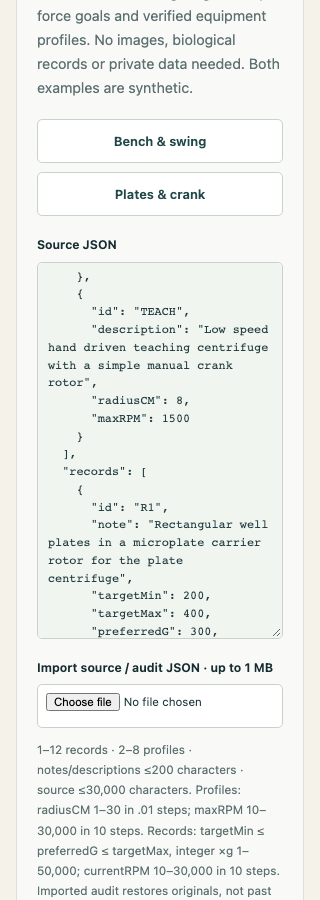 force goals and verified equipment
profiles. No images, biological
records or private data needed. Both
examples are synthetic.
Bench & swing
Plates & crank
Source JSON
},
{
"id": "TEACH",
"description": "Low speed
hand driven teaching centrifuge
with a simple manual crank
rotor",
"radiusCM": 8,
"maxRPM": 1500
}
],
"records": [
{
"id": "R1",
"note": "Rectangular well
plates in a microplate carrier
rotor for the plate
centrifuge",
"targetMin": 200,
"targetMax": 400,
"preferredG": 300,
Import source / audit JSON · up to 1 MB
Choose file No file chosen
1–12 records · 2–8 profiles ·
notes/descriptions ≤200 characters ·
source ≤30,000 characters. Profiles:
radiusCM 1–30 in .01 steps; maxRPM 10–
30,000 in 10 steps. Records: targetMin ≤
preferredG ≤ targetMax, integer ×g 1–
50,000; currentRPM 10–30,000 in 10 steps.
Imported audit restores originals, not past